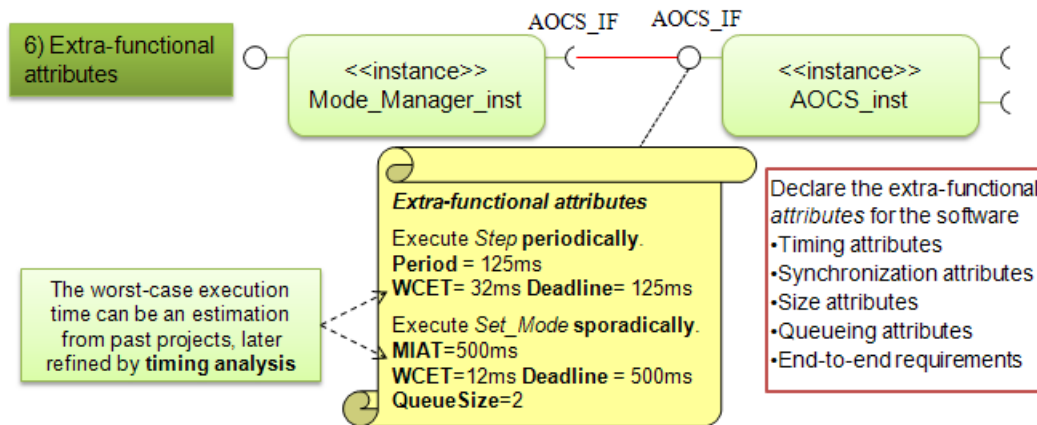 6) Extra-functional
attributes
AOCS_IF
AOCS_IF
<<instance>>
Mode_Manager_inst
<<instance>>
AOCS_inst
Extra-functional attributes
Execute Step periodically.
Period = 125ms
WCET= 32ms Deadline= 125ms
Execute Set_Mode sporadically.
MIAT=500ms
WCET=12ms Deadline = 500ms
QueueSize=2
The worst-case execution
time can be an estimation
from past projects, later
refined by timing analysis
Declare the extra-functional
attributes for the software
•Timing attributes
•Synchronization attributes
•Size attributes
•Queueing attributes
•End-to-end requirements